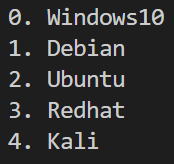 0. Windows10
1. Debian
2. Ubuntu
3. Redhat
4. Kali